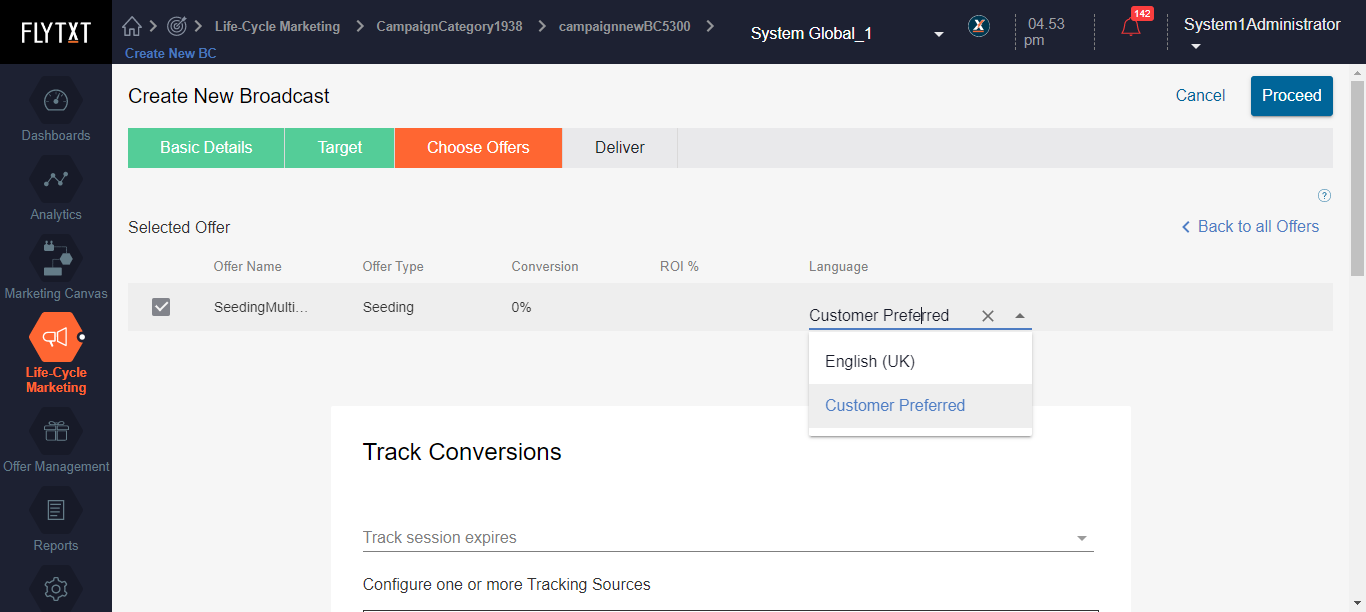 FLYTXT
Life-Cycle Marketing
CampaignCategory1938
campaignnewBC5300
Create New BC
System Global_1
X
04.53
pm
142
System1Administrator
Dashboards
Analytics
Marketing Canvas
Life-Cycle
Marketing
Offer Management
Reports
Create New Broadcast
Cancel
Proceed
Basic Details
Target
Choose Offers
Deliver
?
Selected Offer
Back to all Offers
Offer Name
Offer Type
Conversion
ROI %
Language
SeedingMulti...
Seeding
0%
Customer Preferred
English (UK)
Customer Preferred
Track Conversions
Track session expires
Configure one or more Tracking Sources